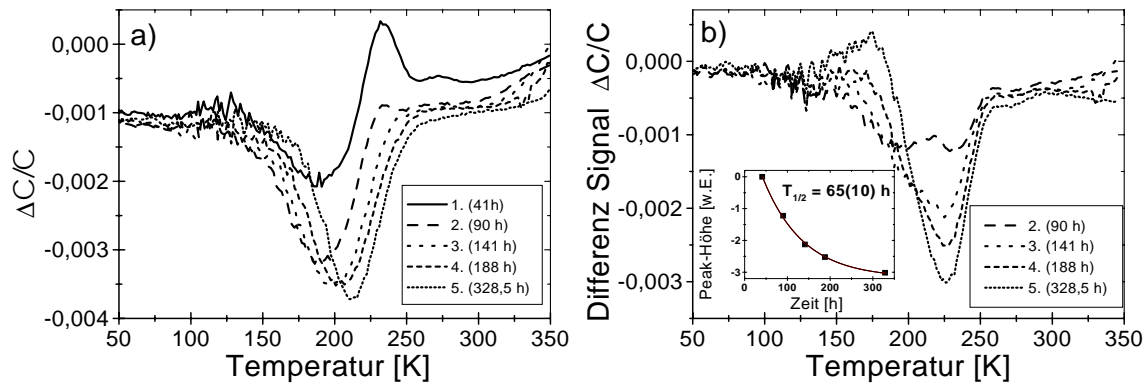 a)
0,000
-0,001
-0,002
-0,003
-0,004
ΔC/C
50 100 150 200 250 300 350
Temperatur [K]
1. (41h)
2. (90 h)
3. (141 h)
4. (188 h)
5. (328,5 h)
b)
0,000
-0,001
-0,002
-0,003
Differenz Signal ΔC/C
50 100 150 200 250 300 350
Temperatur [K]
T1/2 = 65(10) h
0
-1
-2
-3
Peak-Höhe [w.E.]
0 100 200 300
Zeit [h]
2. (90 h)
3. (141 h)
4. (188 h)
5. (328,5 h)